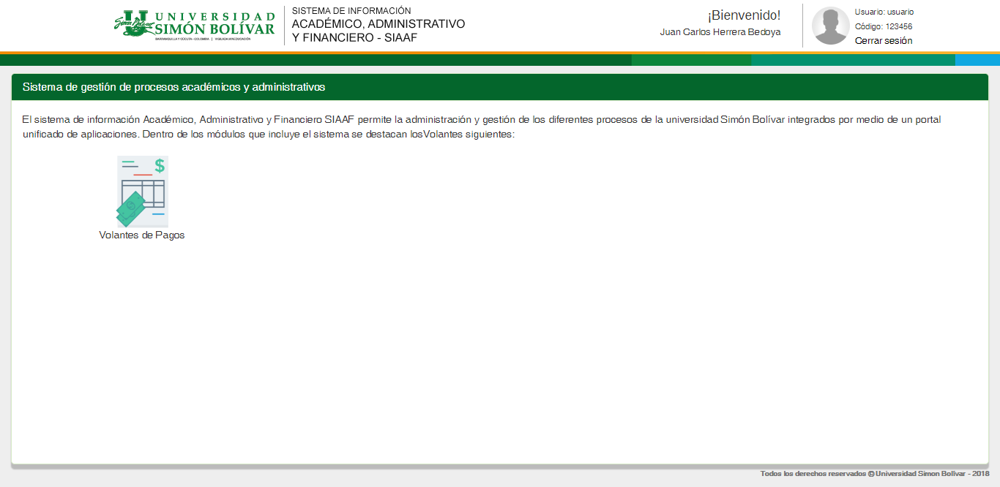 UNIVERSIDAD
SIMÓN BOLÍVAR
BARRANQUILLA Y CÚCUTA - COLOMBIA | VIGILADA MINEDUCACIÓN
SISTEMA DE INFORMACIÓN
ACADÉMICO, ADMINISTRATIVO
Y FINANCIERO - SIAAF
¡Bienvenido!
Juan Carlos Herrera Bedoya
Usuario: usuario
Código: 123456
Cerrar sesión
Sistema de gestión de procesos académicos y administrativos
El sistema de información Académico, Administrativo y Financiero SIAAF permite la administración y gestión de los diferentes procesos de la universidad Simón Bolívar integrados por medio de un portal
unificado de aplicaciones. Dentro de los módulos que incluye el sistema se destacan losVolantes siguientes:
$
Volantes de Pagos
Todos los derechos reservados @ Universidad Simon Bolívar - 2018